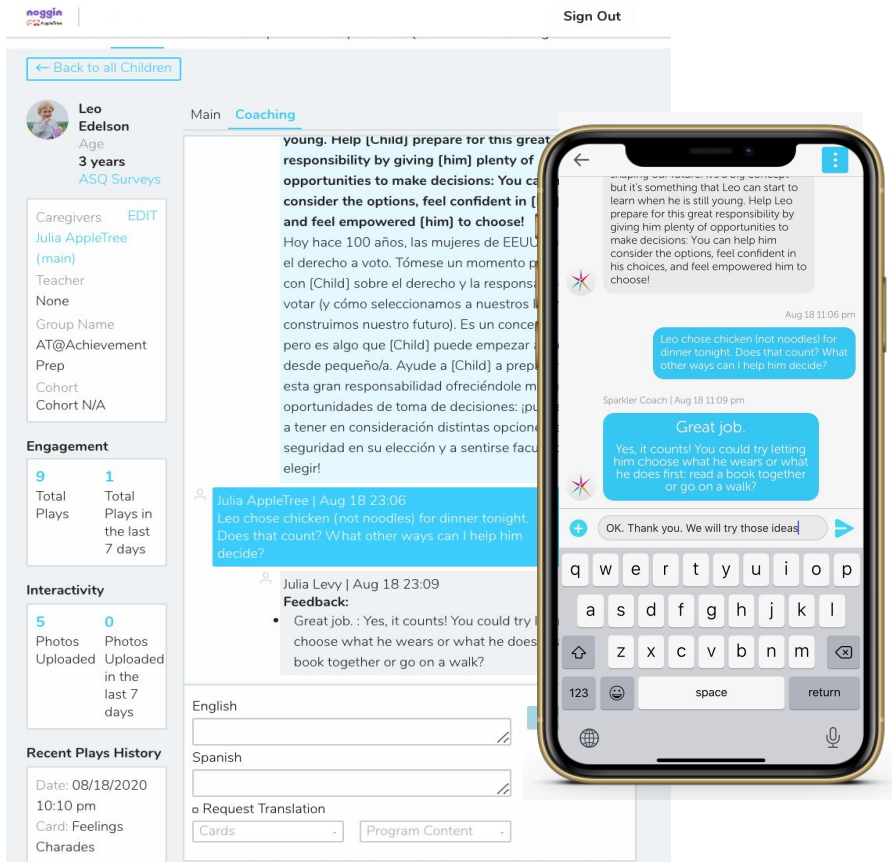 noggin
AppleTree
Sign Out
← Back to all Children
Leo
Edelson
Age
3 years
ASQ Surveys
Caregivers EDIT
Julia AppleTree
(main)
Teacher
None
Group Name
AT@Achievement
Prep
Cohort
Cohort N/A
Engagement
9 1
Total Total
Plays Plays in
the last
7 days
Interactivity
5 0
Photos Photos
Uploaded Uploaded
in the
last 7
days
Recent Plays History
Date: 08/18/2020
10:10 pm
Card: Feelings
Charades
Main Coaching
young. Help [Child] prepare for this great
responsibility by giving [him] plenty of
opportunities to make decisions: You ca
consider the options, feel confident in [
and feel empowered [him] to choose!
Hoy hace 100 años, las mujeres de EEUU
el derecho a voto. Tómese un momento p
con [Child] sobre el derecho y la responsa
votar (y cómo seleccionamos a nuestros
construimos nuestro futuro). Es un conce
pero es algo que [Child] puede empezar
desde pequeño/a. Ayude a [Child] a prep
esta gran responsabilidad ofreciéndole m
oportunidades de toma de decisiones: ¡pu
a tener en consideración distintas opcione
seguridad en su elección y a sentirse facu
elegir!
Julia AppleTree | Aug 18 23:06
Leo chose chicken (not noodles) for dinner tonight.
Does that count? What other ways can I help him
decide?
Julia Levy | Aug 18 23:09
Feedback:
• Great job. : Yes, it counts! You could try
choose what he wears or what he does
book together or go on a walk?
English
Spanish
Request Translation
Cards Program Content
shaping our future. It's a big concept
but it's something that Leo can start to
learn when he is still young. Help Leo
prepare for this great responsibility by
giving him plenty of opportunities to
make decisions: You can help him
consider the options, feel confident in
his choices, and feel empowered him to
choose!
Aug 18 11:06 pm
Leo chose chicken (not noodles) for
dinner tonight. Does that count? What
other ways can I help him decide?
Sparkler Coach | Aug 18 11:09 pm
Great job.
Yes, it counts! You could try letting
him choose what he wears or what
he does first: read a book together
or go on a walk?
OK. Thank you. We will try those ideas
q w e r t y u i o p
a s d f g h j k l
z x c v b n m
123 space return